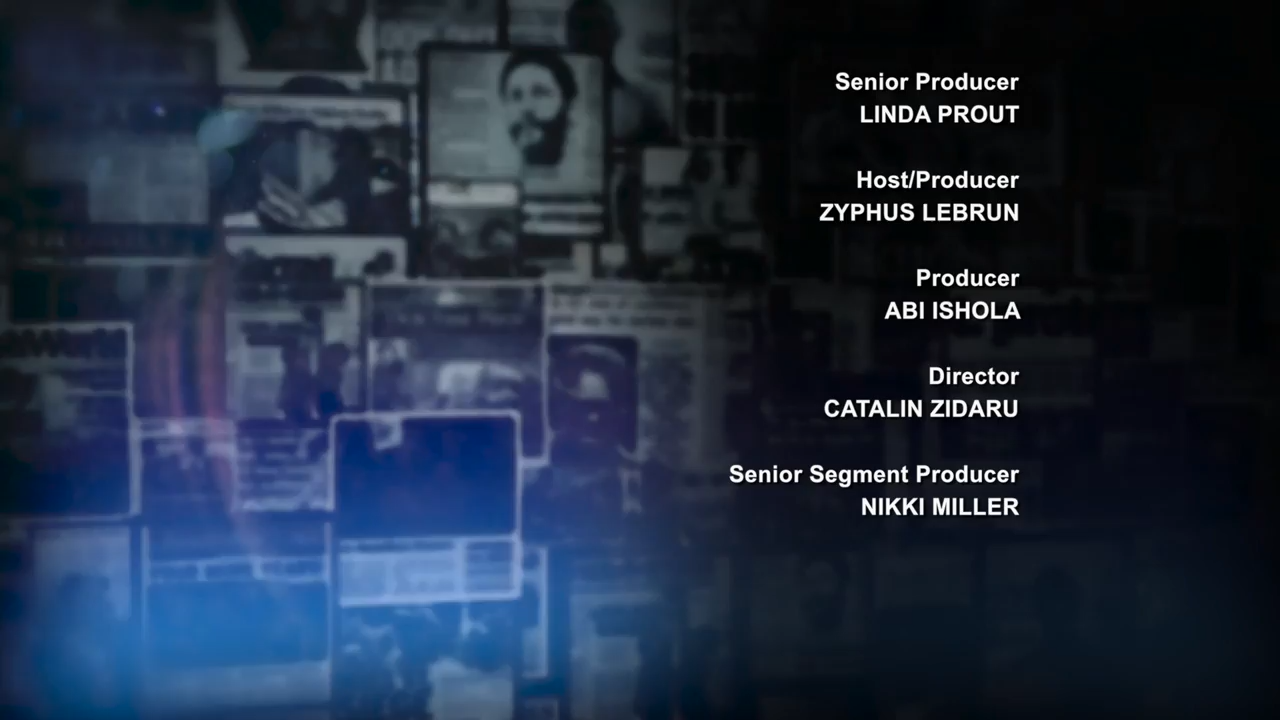 Senior Producer
LINDA PROUT
Host/Producer
ZYPHUS LEBRUN
Producer
ABI ISHOLA
Director
CATALIN ZIDARU
Senior Segment Producer
NIKKI MILLER